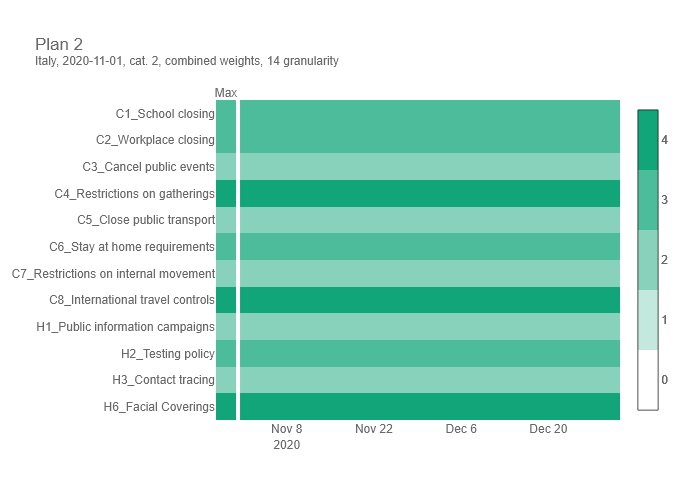 Plan 2
Italy, 2020-11-01, cat. 2, combined weights, 14 granularity
Max
C1_School closing
C2_Workplace closing
C3_Cancel public events
C4_Restrictions on gatherings
C5_Close public transport
C6_Stay at home requirements
C7_Restrictions on internal movement
C8_International travel controls
H1_Public information campaigns
H2_Testing policy
H3_Contact tracing
H6_Facial Coverings
Nov 8 Nov 22 Dec 6 Dec 20
2020
4
3
2
1
0